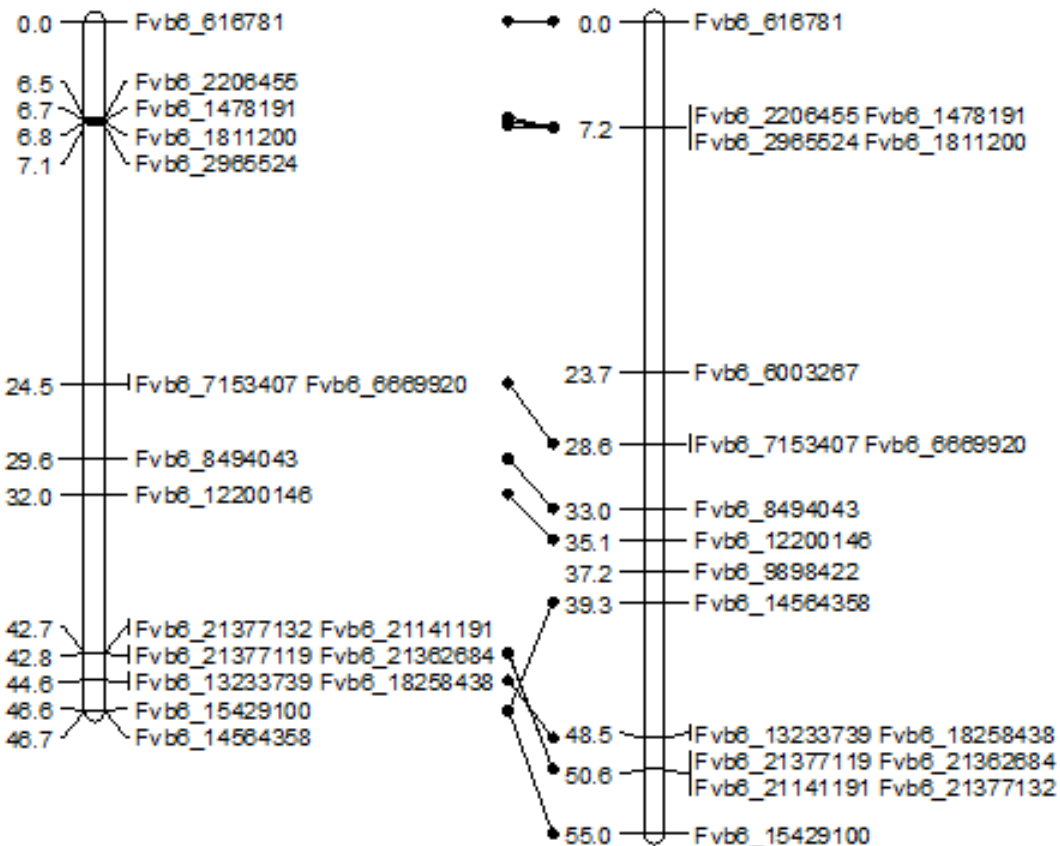 0.0 Fvb6_616781
6.5 Fvb6_2206455
6.7 Fvb6_1478191
6.8 Fvb6_1811200
7.1 Fvb6_2965524
24.5 Fvb6_7153407 Fvb6_6669920
29.6 Fvb6_8494043
32.0 Fvb6_12200146
42.7 Fvb6_21377132 Fvb6_21141191
42.8 Fvb6_21377119 Fvb6_21362684
44.6 Fvb6_13233739 Fvb6_18258438
46.6 Fvb6_15429100
46.7 Fvb6_14564358
0.0 Fvb6_616781
7.2 Fvb6_2206455 Fvb6_1478191
Fvb6_2965524 Fvb6_1811200
23.7 Fvb6_6003267
28.6 Fvb6_7153407 Fvb6_6669920
33.0 Fvb6_8494043
35.1 Fvb6_12200146
37.2 Fvb6_9898422
39.3 Fvb6_14564358
48.5 Fvb6_13233739 Fvb6_18258438
50.6 Fvb6_21377119 Fvb6_21362684
Fvb6_21141191 Fvb6_21377132
55.0 Fvb6_15429100